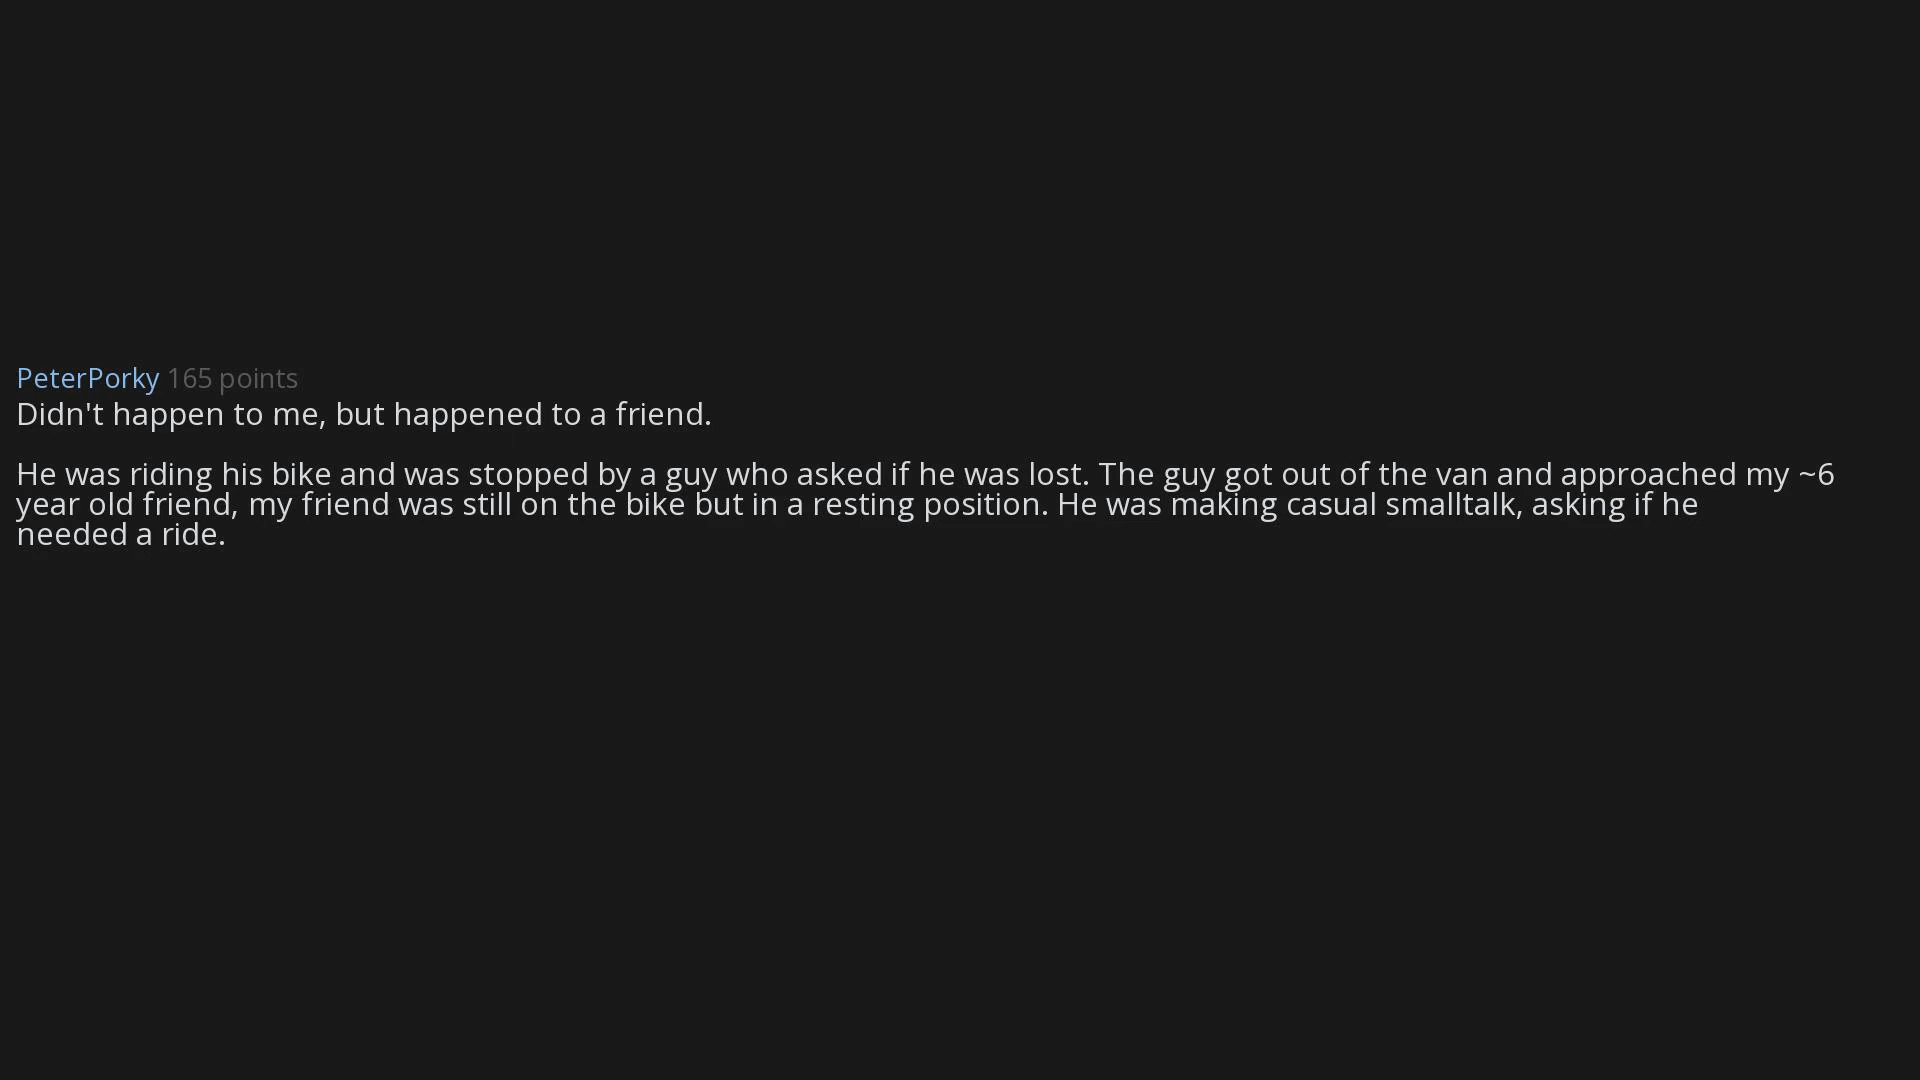 PeterPorky 165 points
Didn't happen to me, but happened to a friend.
He was riding his bike and was stopped by a guy who asked if he was lost. The guy got out of the van and approached my ~6
year old friend, my friend was still on the bike but in a resting position. He was making casual smalltalk, asking if he
needed a ride.